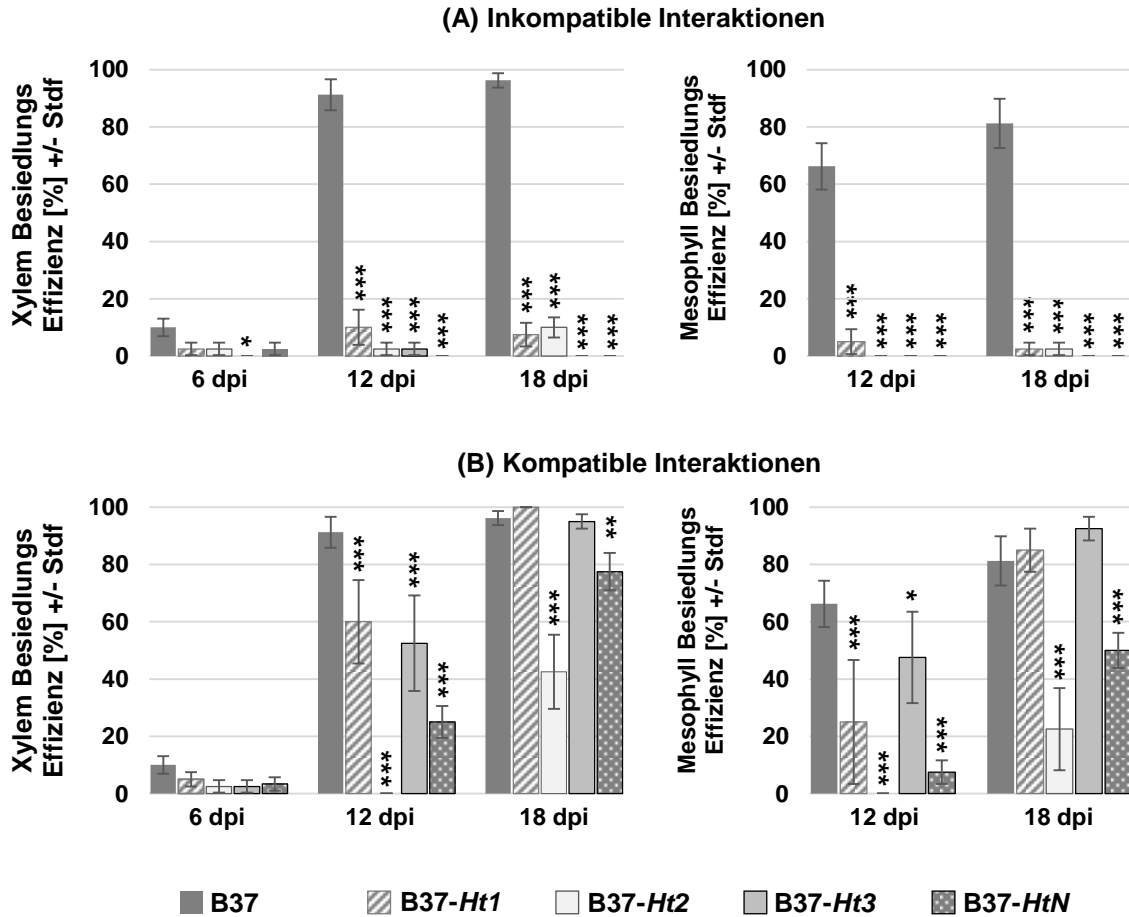 (A) Inkompatible Interaktionen
Xylem Besiedlungs
Effizienz [%] +/- Stdf
100
80
60
40
20
0
*
***
***
***
***
***
***
***
***
6 dpi
12 dpi
18 dpi
Mesophyll Besiedlungs
Effizienz [%] +/- Stdf
100
80
60
40
20
0
***
***
***
***
***
***
***
***
12 dpi
18 dpi
(B) Kompatible Interaktionen
Xylem Besiedlungs
Effizienz [%] +/- Stdf
100
80
60
40
20
0
***
***
***
***
***
**
6 dpi
12 dpi
18 dpi
Mesophyll Besiedlungs
Effizienz [%] +/- Stdf
100
80
60
40
20
0
***
***
*
***
***
***
12 dpi
18 dpi
B37
B37-Ht1
B37-Ht2
B37-Ht3
B37-HtN